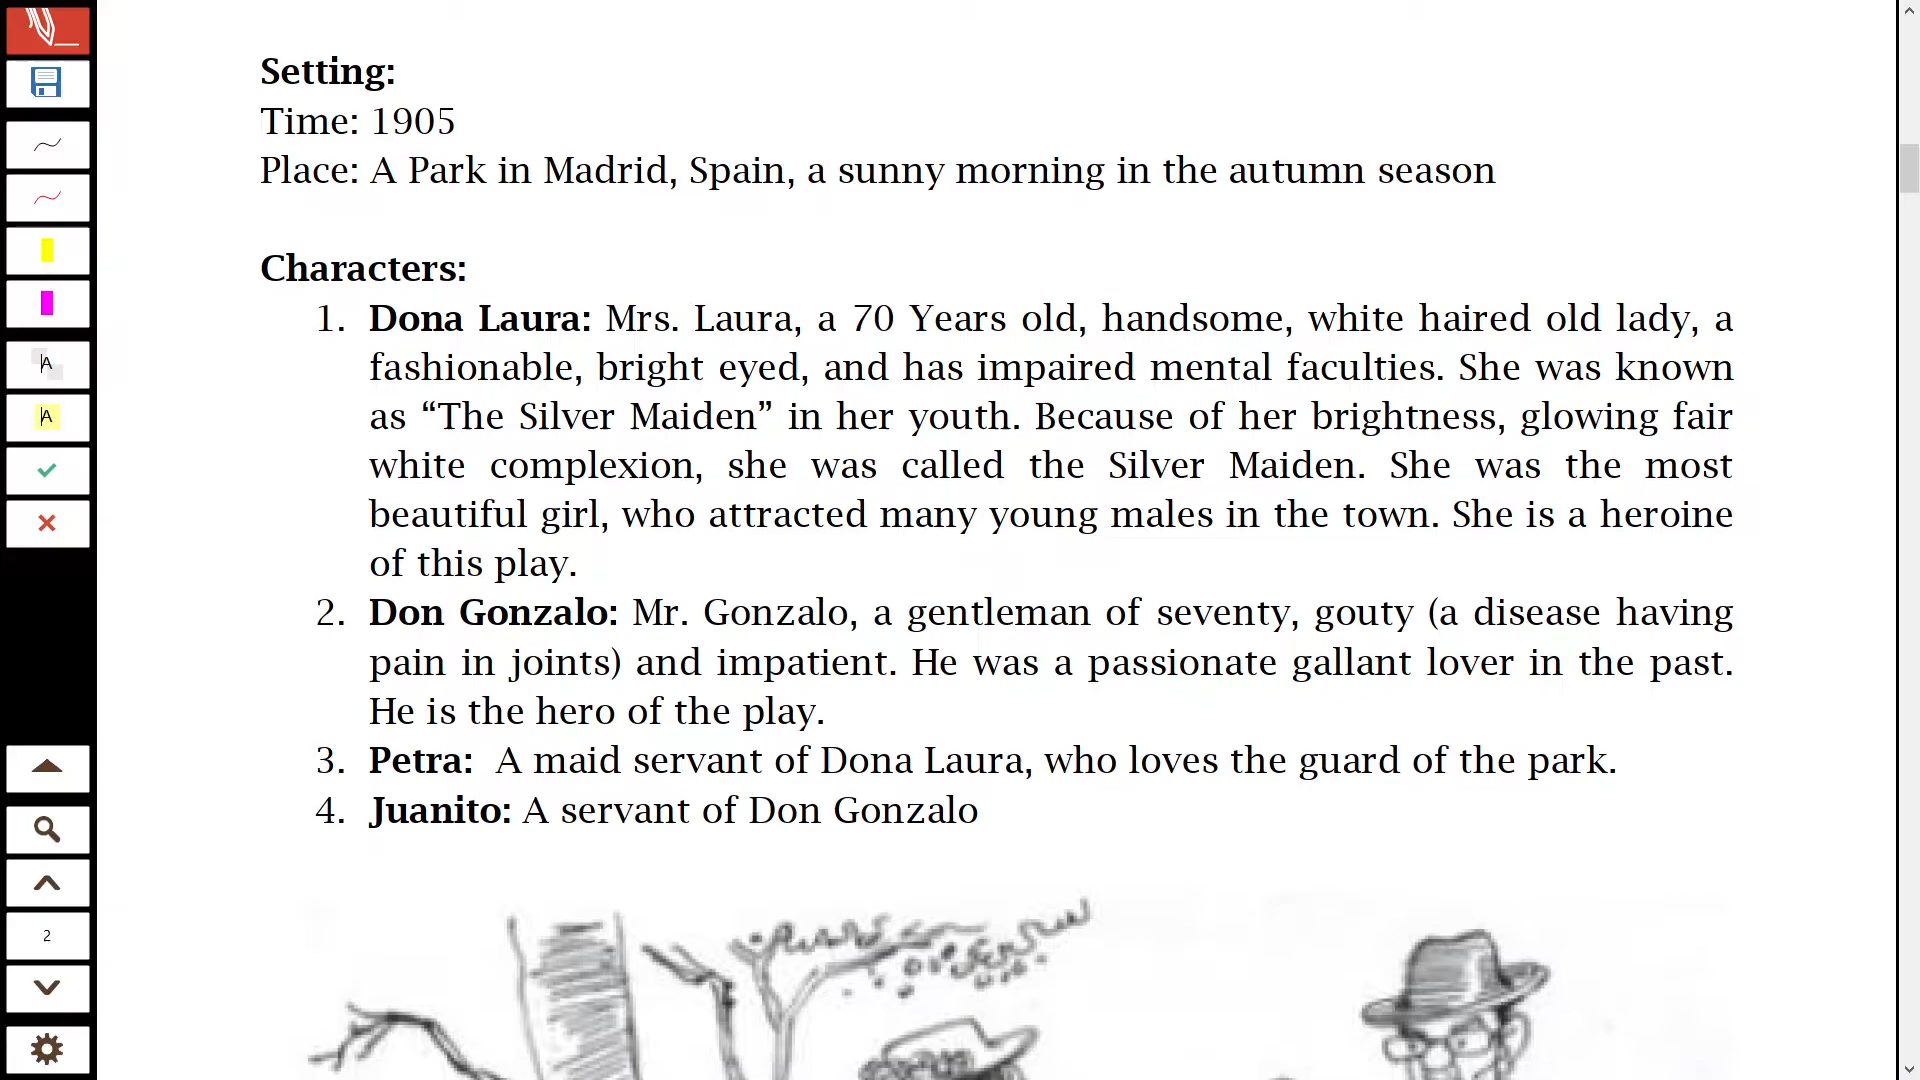 Setting:
Time: 1905
Place: A Park in Madrid, Spain, a sunny morning in the autumn season
Characters:
1. Dona Laura: Mrs. Laura, a 70 Years old, handsome, white haired old lady, a
fashionable, bright eyed, and has impaired mental faculties. She was known
as “The Silver Maiden” in her youth. Because of her brightness, glowing fair
white complexion, she was called the Silver Maiden. She was the most
beautiful girl, who attracted many young males in the town. She is a heroine
of this play.
2. Don Gonzalo: Mr. Gonzalo, a gentleman of seventy, gouty (a disease having
pain in joints) and impatient. He was a passionate gallant lover in the past.
He is the hero of the play.
3. Petra: A maid servant of Dona Laura, who loves the guard of the park.
4. Juanito: A servant of Don Gonzalo
A
A
2